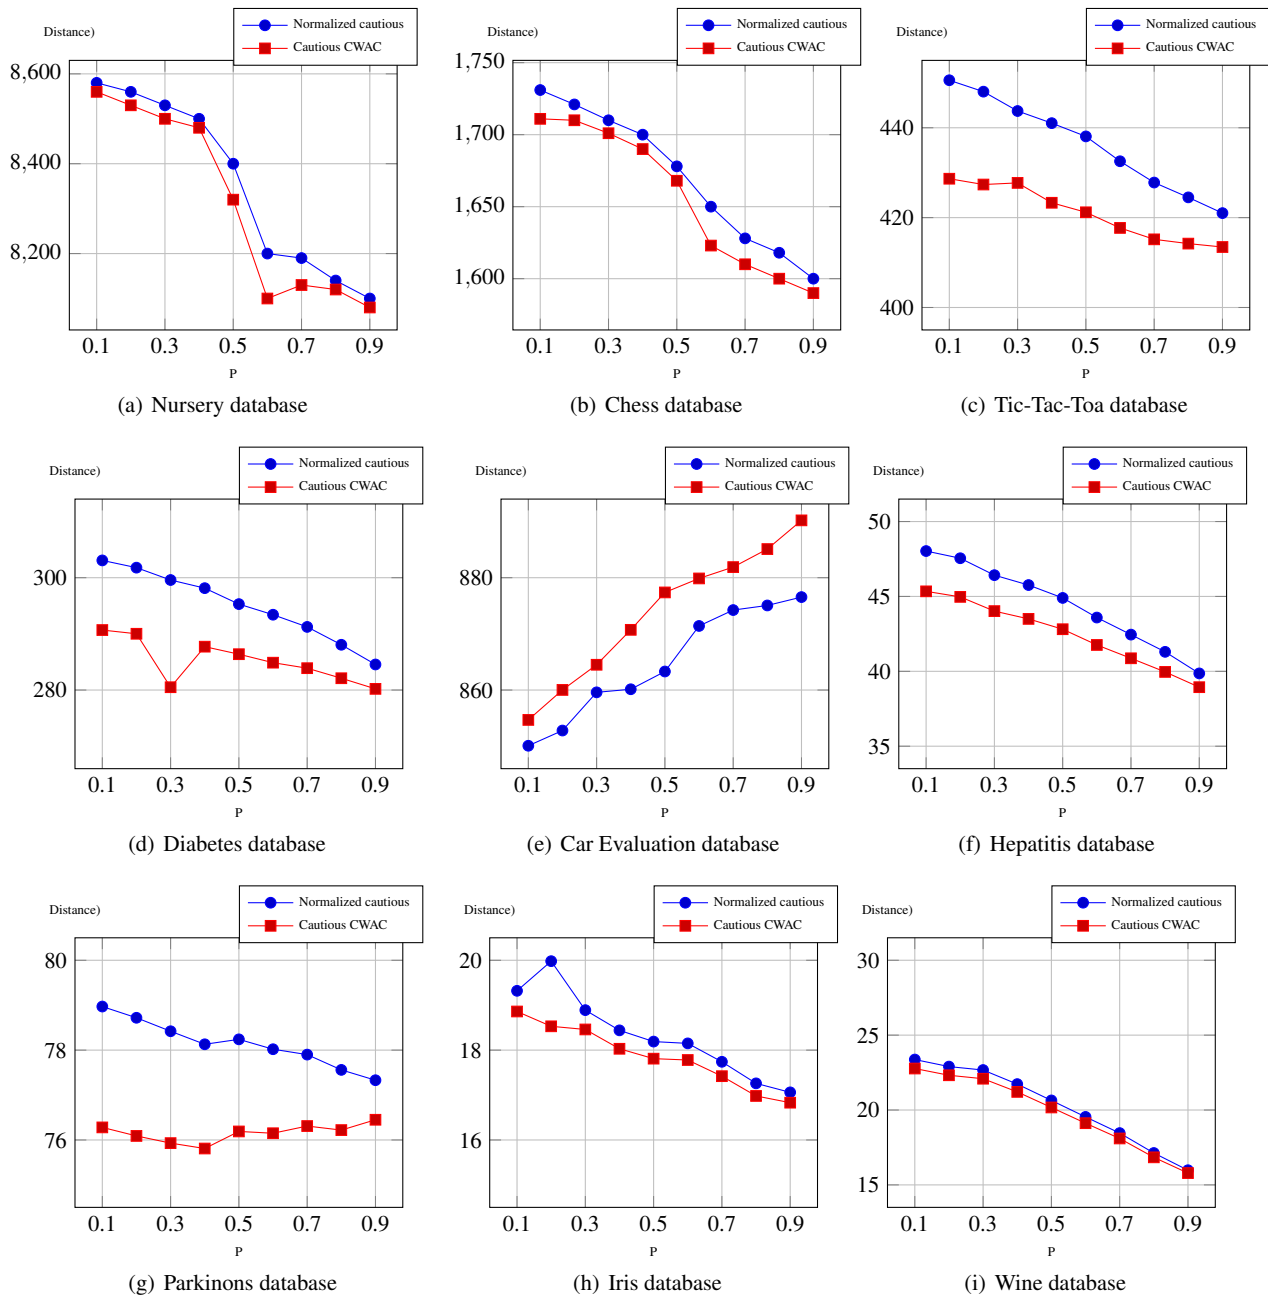 Distance)
Normalized cautious
Cautious CWAC
8,600
8,400
8,200
0.1 0.3 0.5 0.7 0.9
P
(a) Nursery database
Distance)
Normalized cautious
Cautious CWAC
1,750
1,700
1,650
1,600
0.1 0.3 0.5 0.7 0.9
P
(b) Chess database
Distance)
Normalized cautious
Cautious CWAC
440
420
400
0.1 0.3 0.5 0.7 0.9
P
(c) Tic-Tac-Toa database
Distance)
Normalized cautious
Cautious CWAC
300
280
0.1 0.3 0.5 0.7 0.9
P
(d) Diabetes database
Distance)
Normalized cautious
Cautious CWAC
880
860
0.1 0.3 0.5 0.7 0.9
P
(e) Car Evaluation database
Distance)
Normalized cautious
Cautious CWAC
50
45
40
35
0.1 0.3 0.5 0.7 0.9
P
(f) Hepatitis database
Distance)
Normalized cautious
Cautious CWAC
80
78
76
0.1 0.3 0.5 0.7 0.9
P
(g) Parkinons database
Distance)
Normalized cautious
Cautious CWAC
20
18
16
0.1 0.3 0.5 0.7 0.9
P
(h) Iris database
Distance)
Normalized cautious
Cautious CWAC
30
25
20
15
0.1 0.3 0.5 0.7 0.9
P
(i) Wine database